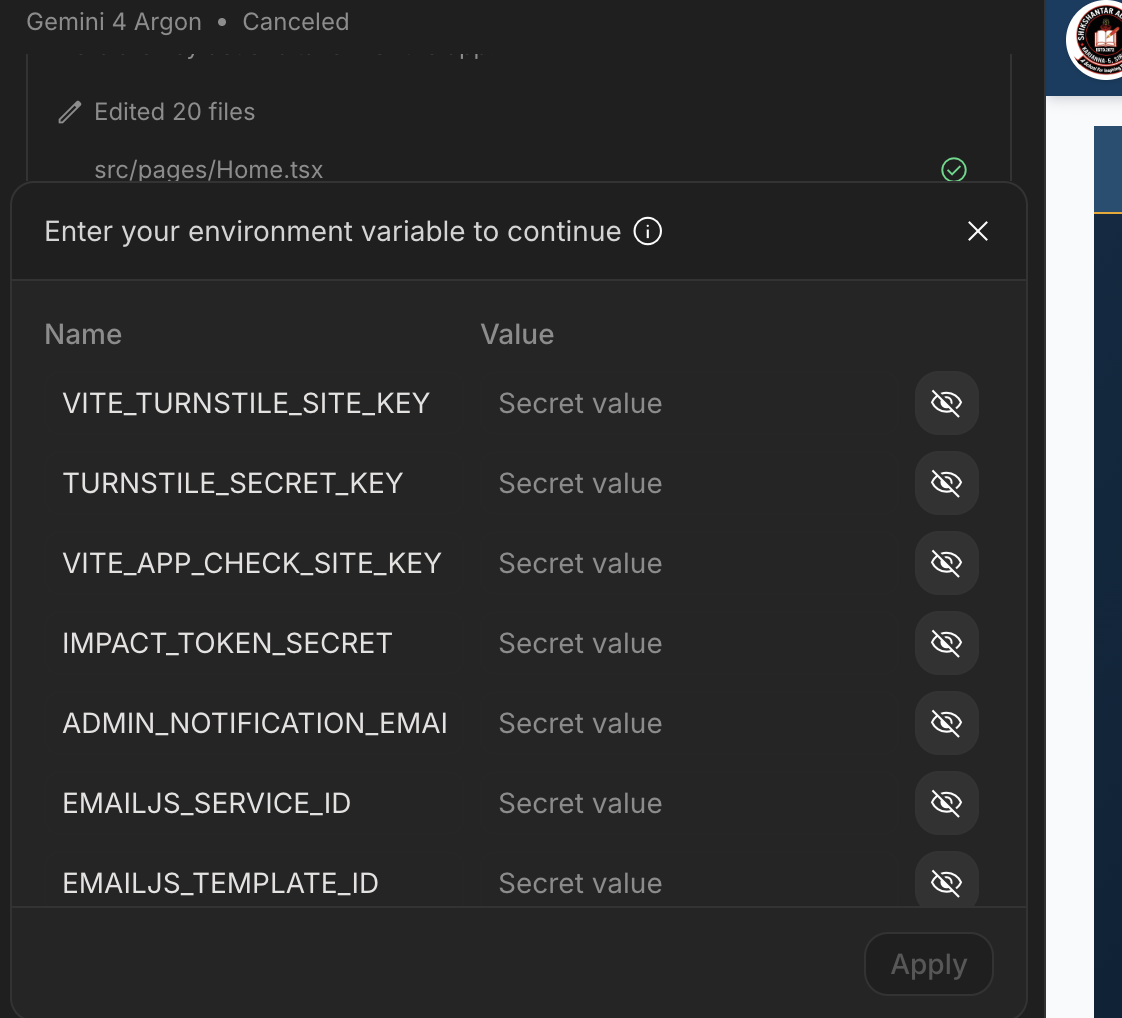 Gemini 4 Argon • Canceled
Edited 20 files
src/pages/Home.tsx
Enter your environment variable to continue
Name Value
VITE_TURNSTILE_SITE_KEY Secret value
TURNSTILE_SECRET_KEY Secret value
VITE_APP_CHECK_SITE_KEY Secret value
IMPACT_TOKEN_SECRET Secret value
ADMIN_NOTIFICATION_EMAI Secret value
EMAILJS_SERVICE_ID Secret value
EMAILJS_TEMPLATE_ID Secret value
Apply